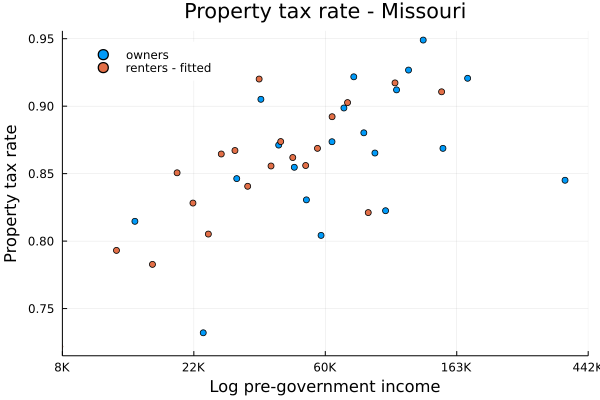 Property tax rate - Missouri
owners
renters - fitted
Property tax rate
0.95
0.90
0.85
0.80
0.75
8K
22K
60K
163K
442K
Log pre-government income